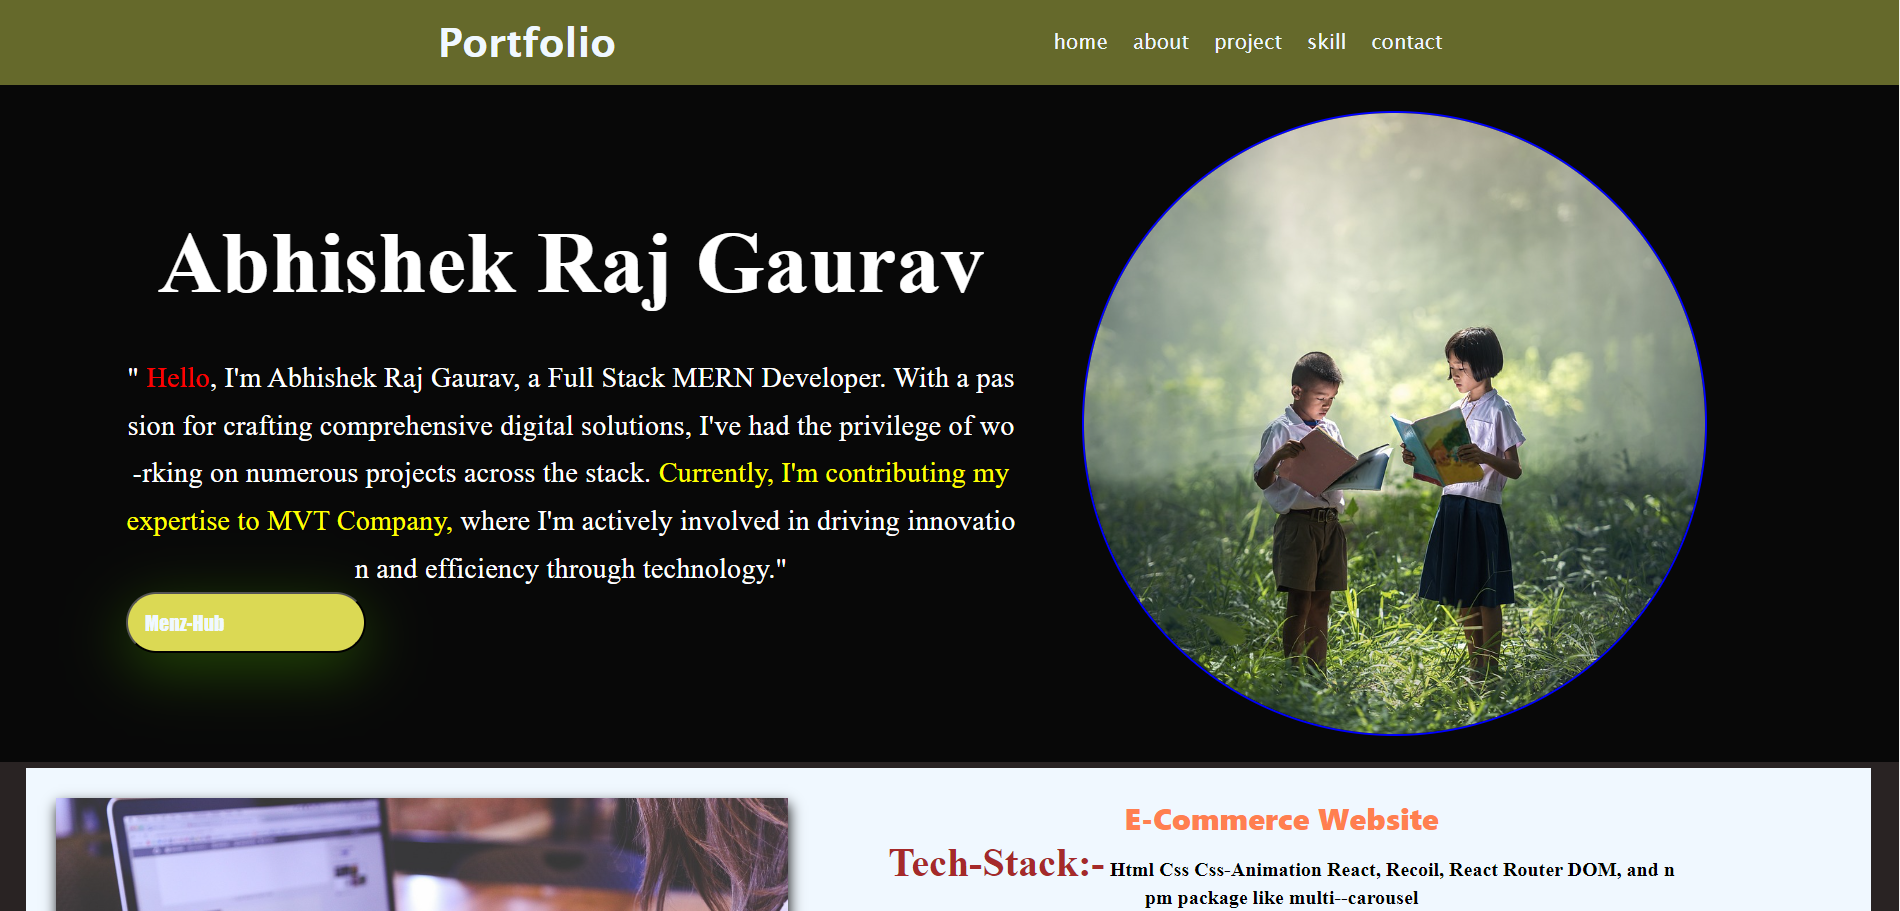 Portfolio
home about project skill contact
Abhishek Raj Gaurav
" Hello, I'm Abhishek Raj Gaurav, a Full Stack MERN Developer. With a pas
sion for crafting comprehensive digital solutions, I've had the privilege of wo
-rking on numerous projects across the stack. Currently, I'm contributing my
expertise to MVT Company, where I'm actively involved in driving innovatio
n and efficiency through technology."
Menz-Hub
E-Commerce Website
Tech-Stack:- Html Css Css-Animation React, Recoil, React Router DOM, and n
pm package like multi--carousel